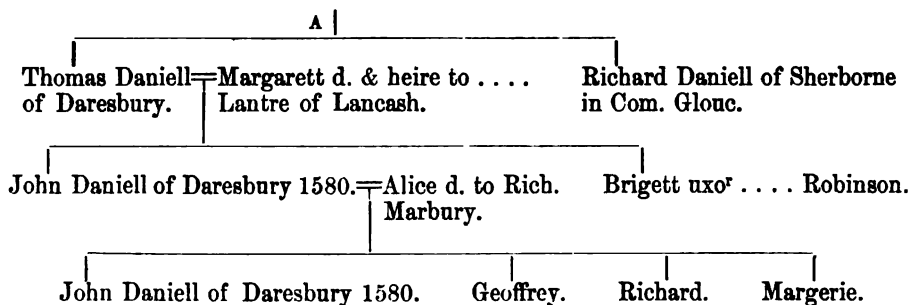 A
Thomas Daniell=Margarett d. & heire to . . . .
of Daresbury. Lantre of Lancash.
Richard Daniell of Sherborne
in Com. Glouc.
John Daniell of Daresbury 1580.=Alice d. to Rich.
Marbury.
Brigett uxoʳ . . . . Robinson.
John Daniell of Daresbury 1580. Geoffrey. Richard. Margerie.